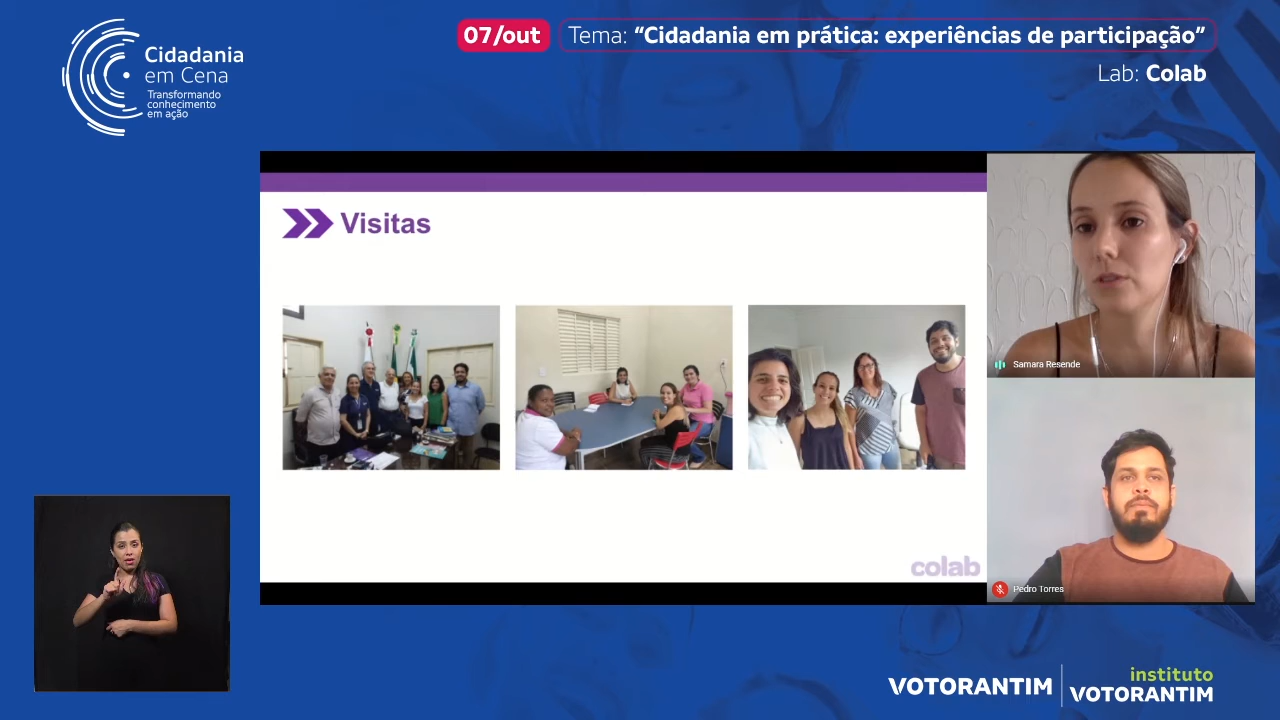 Cidadania
em Cena
Transformando
conhecimento
em ação
07/out
Tema: “Cidadania em prática: experiências de participação”
Lab: Colab
Visitas
colab
Samara Resende
Pedro Torres
VOTORANTIM
instituto
VOTORANTIM